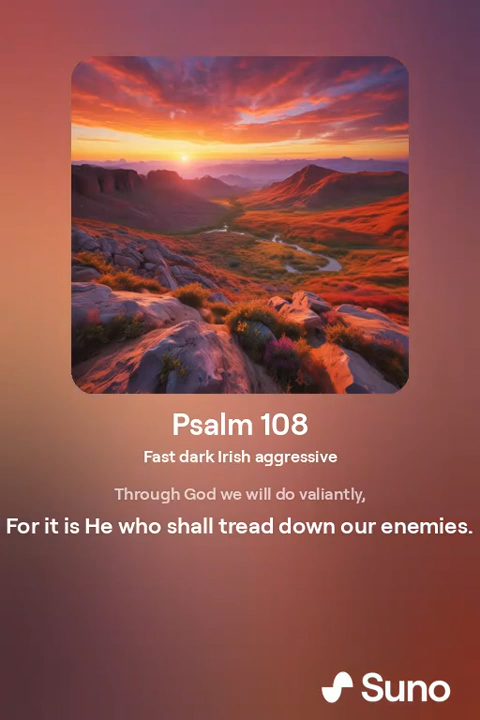 Psalm 108
Fast dark Irish aggressive
Through God we will do valiantly,
For it is He who shall tread down our enemies.
Suno